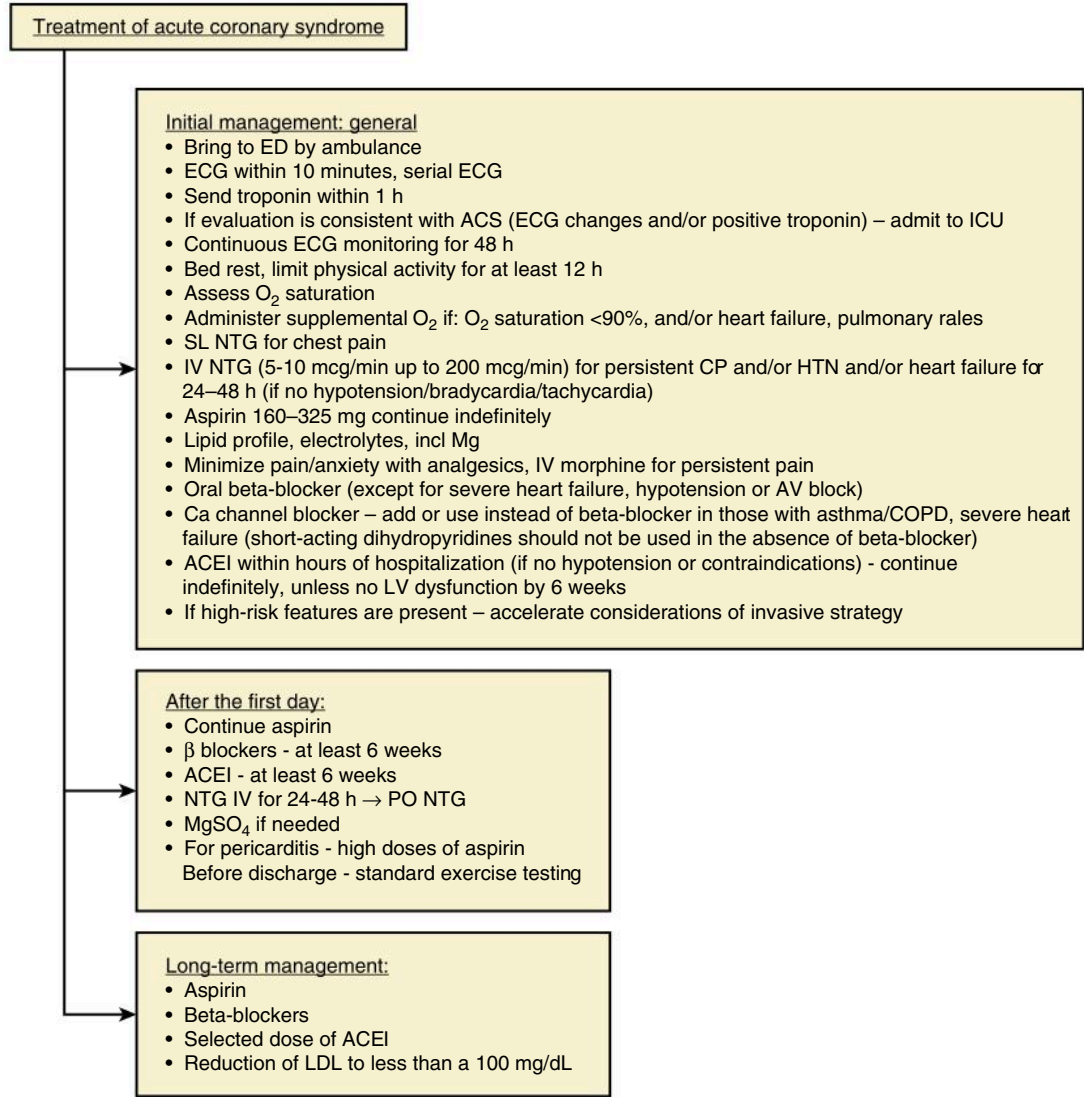 Treatment of acute coronary syndrome
Initial management: general
• Bring to ED by ambulance
• ECG within 10 minutes, serial ECG
• Send troponin within 1 h
• If evaluation is consistent with ACS (ECG changes and/or positive troponin) – admit to ICU
• Continuous ECG monitoring for 48 h
• Bed rest, limit physical activity for at least 12 h
• Assess O₂ saturation
• Administer supplemental O₂ if: O₂ saturation <90%, and/or heart failure, pulmonary rales
• SL NTG for chest pain
• IV NTG (5-10 mcg/min up to 200 mcg/min) for persistent CP and/or HTN and/or heart failure for
24–48 h (if no hypotension/bradycardia/tachycardia)
• Aspirin 160–325 mg continue indefinitely
• Lipid profile, electrolytes, incl Mg
• Minimize pain/anxiety with analgesics, IV morphine for persistent pain
• Oral beta-blocker (except for severe heart failure, hypotension or AV block)
• Ca channel blocker – add or use instead of beta-blocker in those with asthma/COPD, severe heart
failure (short-acting dihydropyridines should not be used in the absence of beta-blocker)
• ACEI within hours of hospitalization (if no hypotension or contraindications) - continue
indefinitely, unless no LV dysfunction by 6 weeks
• If high-risk features are present – accelerate considerations of invasive strategy
After the first day:
• Continue aspirin
• β blockers - at least 6 weeks
• ACEI - at least 6 weeks
• NTG IV for 24-48 h → PO NTG
• MgSO₄ if needed
• For pericarditis - high doses of aspirin
Before discharge - standard exercise testing
Long-term management:
• Aspirin
• Beta-blockers
• Selected dose of ACEI
• Reduction of LDL to less than a 100 mg/dL